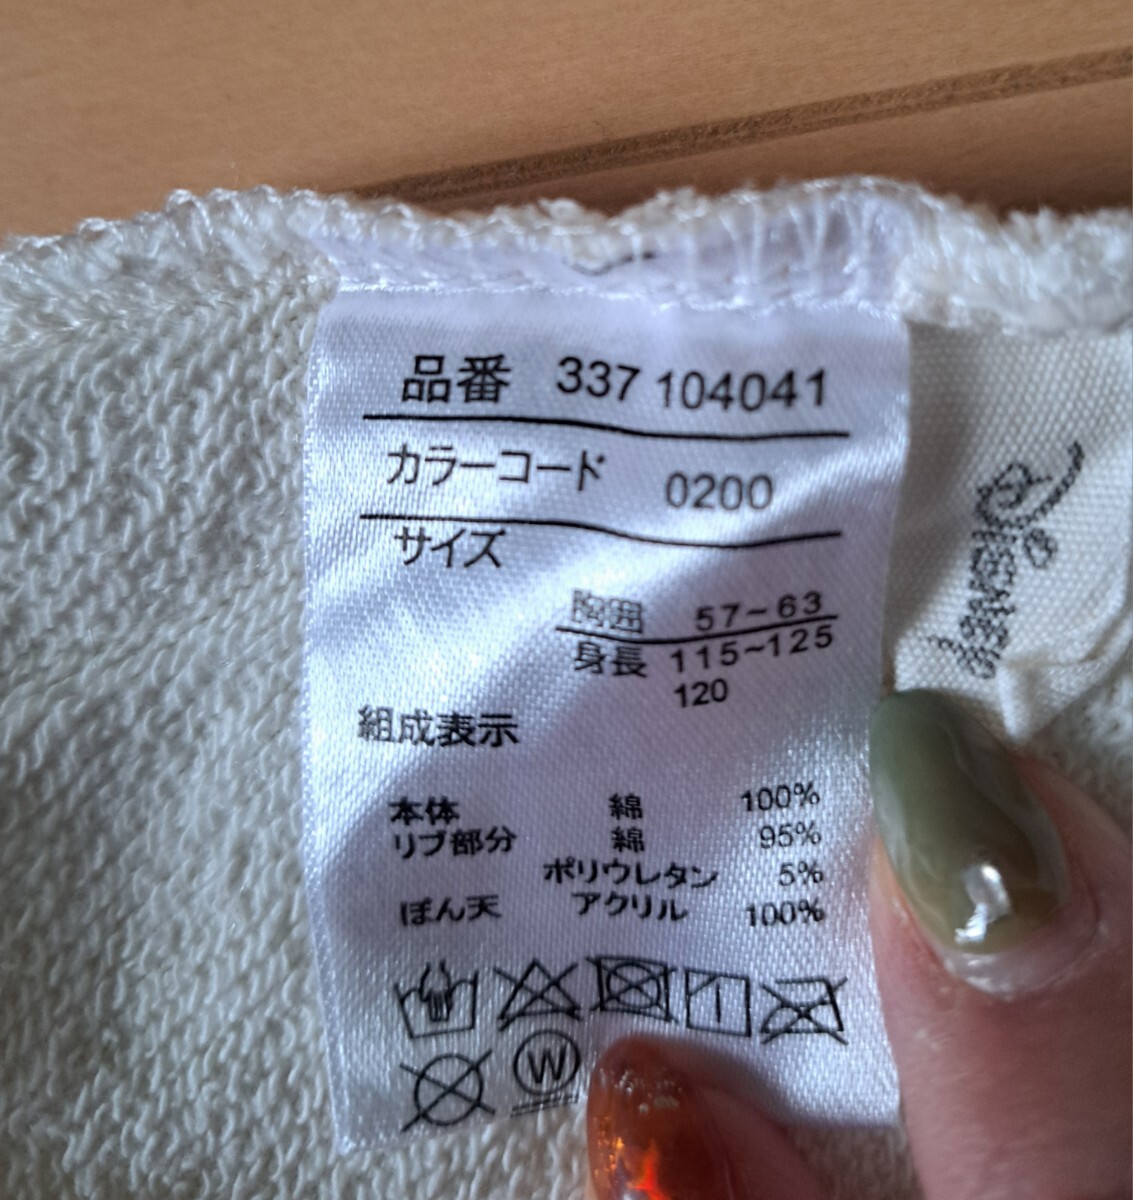 品番 337 104041
カラーコード 0200
サイズ
胸囲 57~63
身長 115~125
120
組成表示
本体 綿 100%
リブ部分 綿 95%
ポリウレタン 5%
ぼん天 アクリル 100%
W